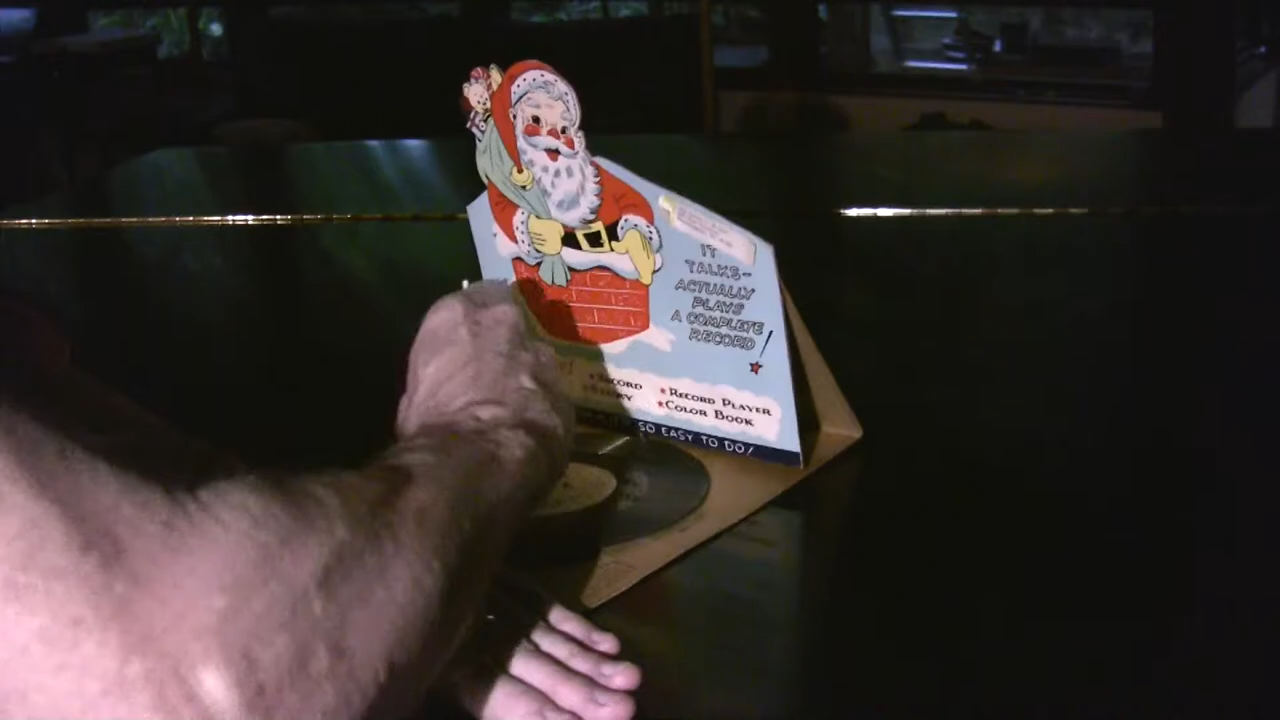 IT
TALKS-
ACTUALLY
PLAYS
A COMPLETE
RECORD!
RECORD
RECORD PLAYER
COLOR BOOK
SO EASY TO DO!